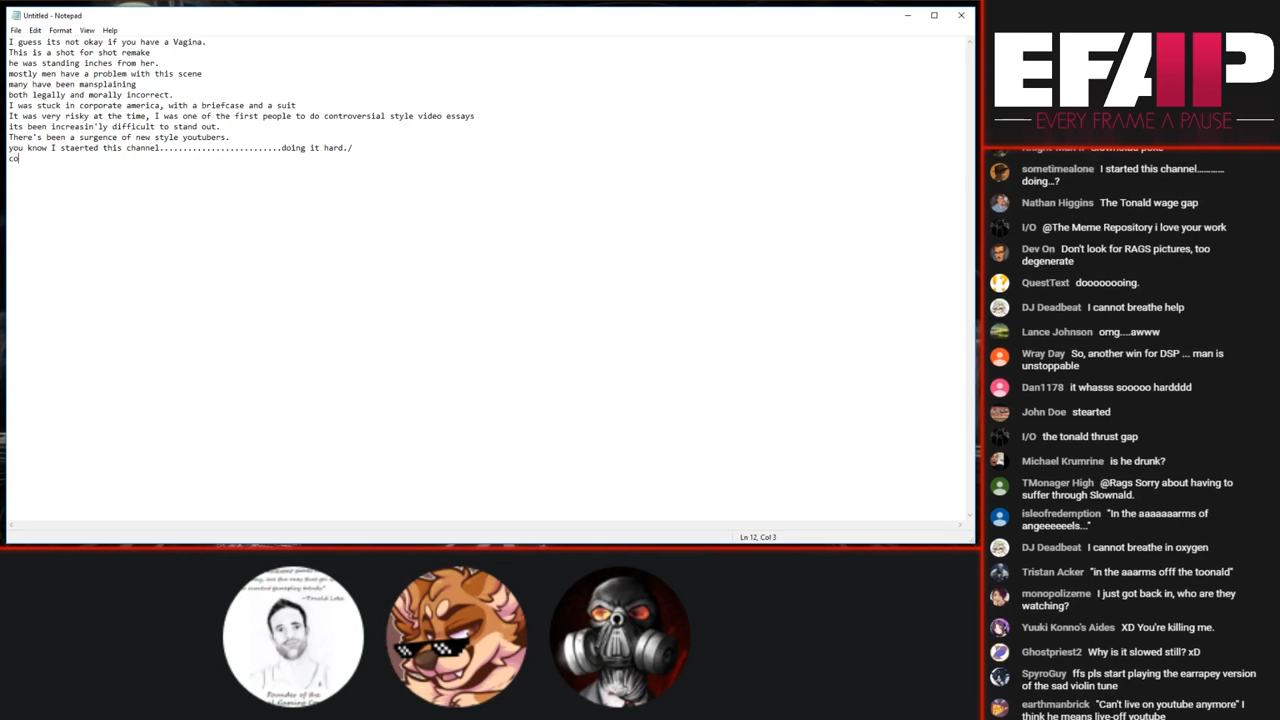 Untitled - Notepad
File Edit Format View Help
I guess its not okay if you have a Vagina.
This is a shot for shot remake
he was standing inches from her.
mostly men have a problem with this scene
many have been mansplaining
both legally and morally incorrect.
I was stuck in corporate america, with a briefcase and a suit
It was very risky at the time, I was one of the first people to do controversial style video essays
its been increasin'ly difficult to stand out.
There's been a surgence of new style youtubers.
you know I staerted this channel..........................doing it hard./
co
Ln 12, Col 3
EFAP
EVERY FRAME A PAUSE
sometimealone I started this channel…………
doing…?
Nathan Higgins The Tonald wage gap
I/O @The Meme Repository i love your work
Dev On Don't look for RAGS pictures, too
degenerate
QuestText doooooooing.
DJ Deadbeat I cannot breathe help
Lance Johnson omg....awww
Wray Day So, another win for DSP ... man is
unstoppable
Dan1178 it whasss sooooo hardddd
John Doe stearted
I/O the tonald thrust gap
Michael Krumrine is he drunk?
TMonager High @Rags Sorry about having to
suffer through Slownald.
isleofredemption "In the aaaaaaarms of
angeeeeeels..."
DJ Deadbeat I cannot breathe in oxygen
Tristan Acker "in the aaarms offf the toonald"
monopolizeme I just got back in, who are they
watching?
Yuuki Konno's Aides XD You're killing me.
Ghostpriest2 Why is it slowed still? xD
SpyroGuy ffs pls start playing the earrapey version
of the sad violin tune
earthmanbrick "Can't live on youtube anymore" I
think he means live-off youtube
Founder of the